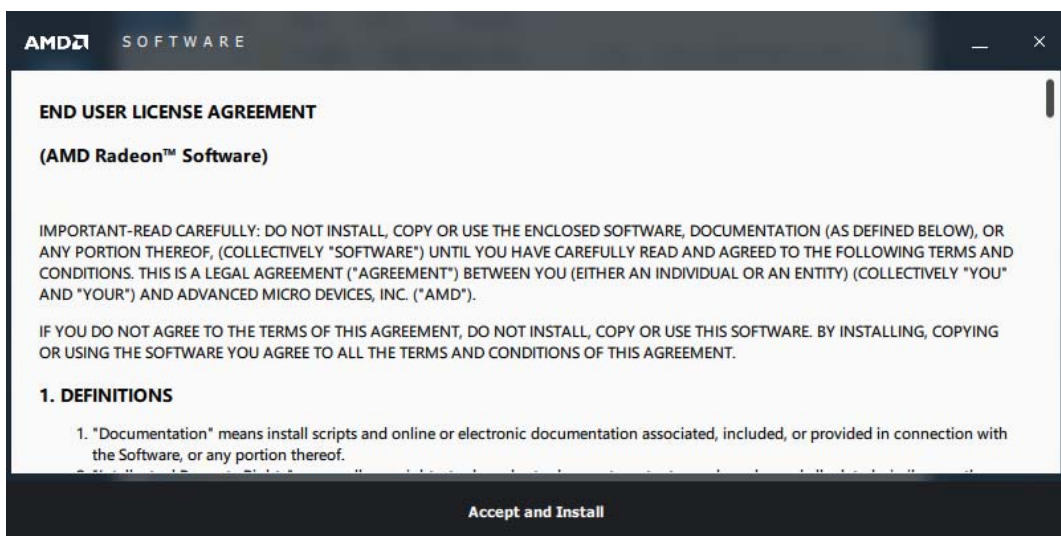 AMD SOFTWARE
END USER LICENSE AGREEMENT
(AMD Radeon™ Software)
IMPORTANT-READ CAREFULLY: DO NOT INSTALL, COPY OR USE THE ENCLOSED SOFTWARE, DOCUMENTATION (AS DEFINED BELOW), OR
ANY PORTION THEREOF, (COLLECTIVELY "SOFTWARE") UNTIL YOU HAVE CAREFULLY READ AND AGREED TO THE FOLLOWING TERMS AND
CONDITIONS. THIS IS A LEGAL AGREEMENT ("AGREEMENT") BETWEEN YOU (EITHER AN INDIVIDUAL OR AN ENTITY) (COLLECTIVELY "YOU"
AND "YOUR") AND ADVANCED MICRO DEVICES, INC. ("AMD").
IF YOU DO NOT AGREE TO THE TERMS OF THIS AGREEMENT, DO NOT INSTALL, COPY OR USE THIS SOFTWARE. BY INSTALLING, COPYING
OR USING THE SOFTWARE YOU AGREE TO ALL THE TERMS AND CONDITIONS OF THIS AGREEMENT.
1. DEFINITIONS
1. "Documentation" means install scripts and online or electronic documentation associated, included, or provided in connection with
the Software, or any portion thereof.
Accept and Install